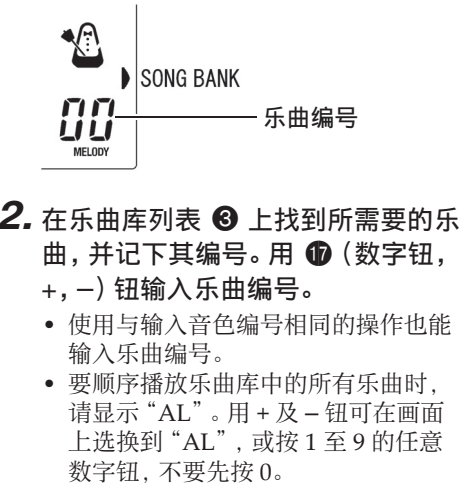 SONG BANK
00
乐曲编号
MELODY
2. 在乐曲库列表 ❸ 上找到所需要的乐
曲，并记下其编号。用 ⓱（数字钮，
+，–）钮输入乐曲编号。
• 使用与输入音色编号相同的操作也能
输入乐曲编号。
• 要顺序播放乐曲库中的所有乐曲时，
请显示“AL”。用 + 及 – 钮可在画面
上选换到“AL”，或按 1 至 9 的任意
数字钮，不要先按 0。